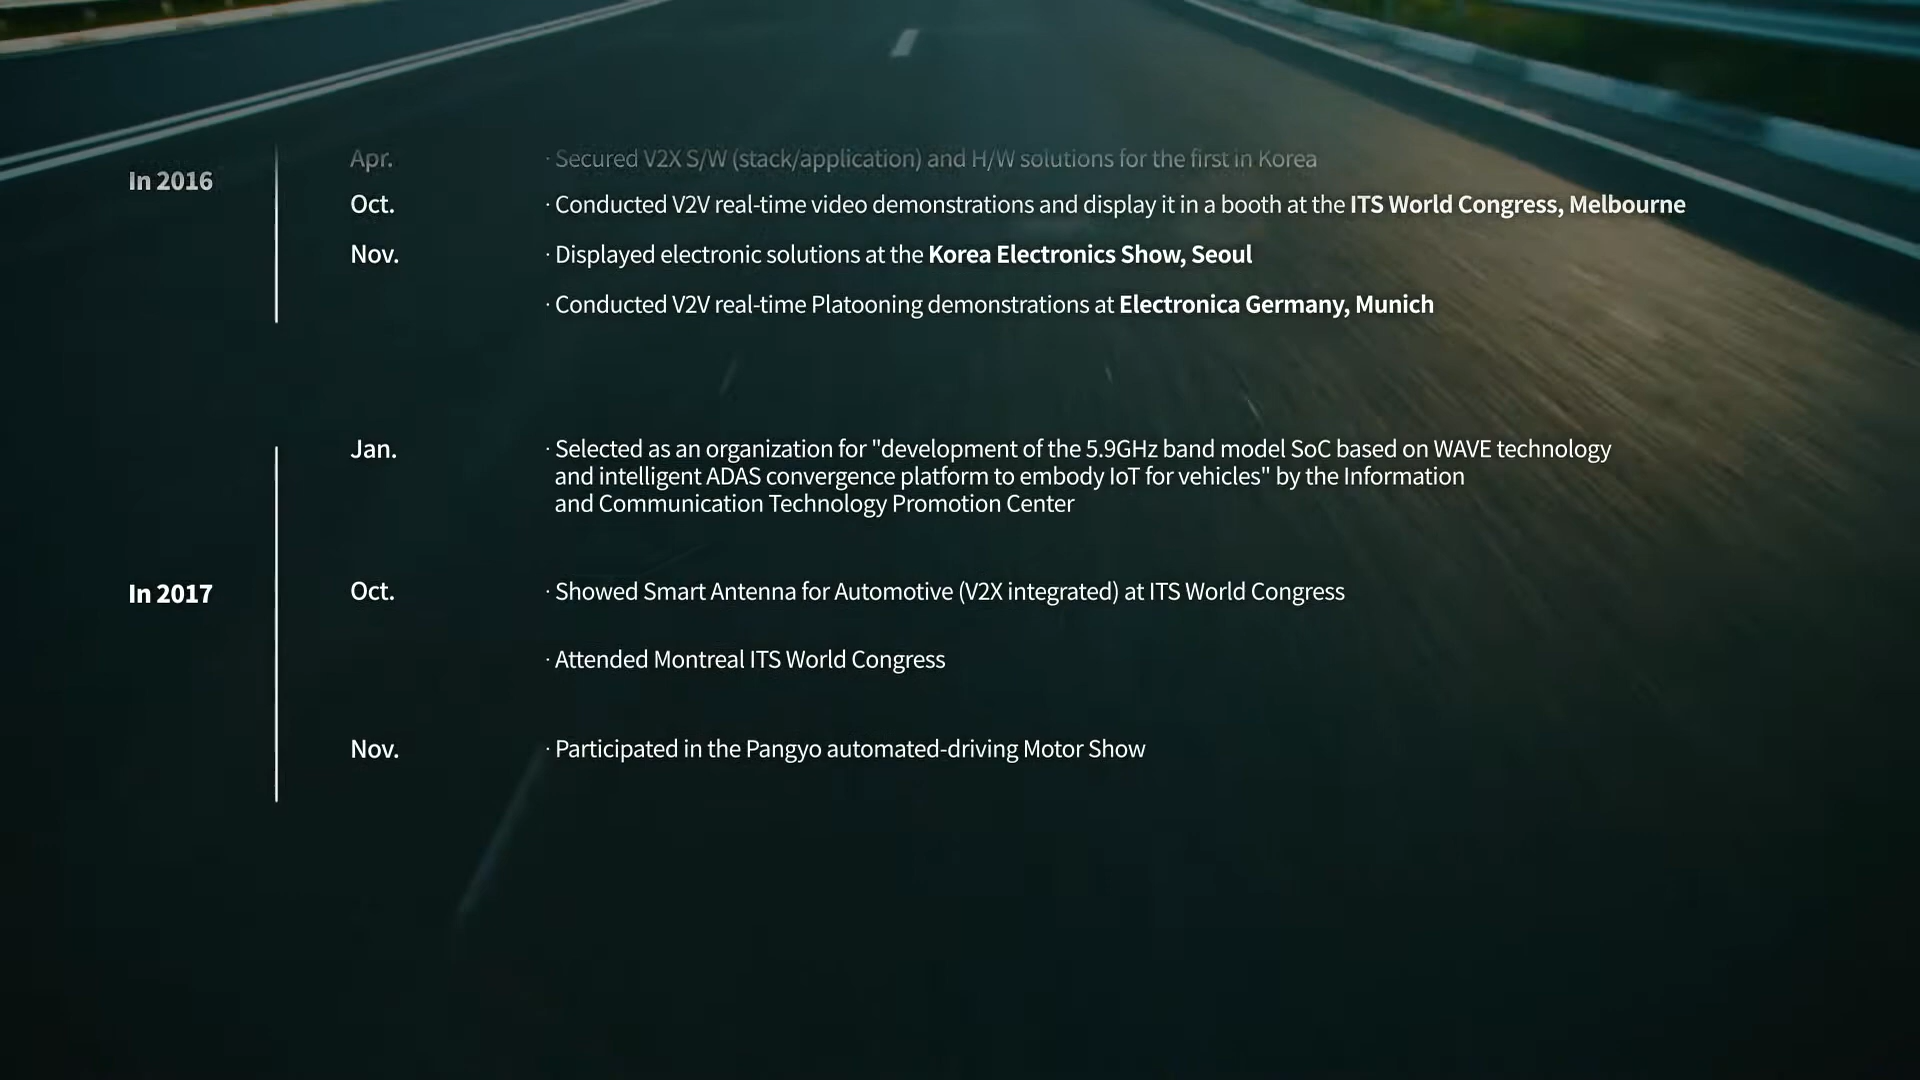 In 2016
Apr.
· Secured V2X S/W (stack/application) and H/W solutions for the first in Korea
Oct.
· Conducted V2V real-time video demonstrations and display it in a booth at the ITS World Congress, Melbourne
Nov.
· Displayed electronic solutions at the Korea Electronics Show, Seoul
· Conducted V2V real-time Platooning demonstrations at Electronica Germany, Munich
In 2017
Jan.
· Selected as an organization for "development of the 5.9GHz band model SoC based on WAVE technology
and intelligent ADAS convergence platform to embody IoT for vehicles" by the Information
and Communication Technology Promotion Center
Oct.
· Showed Smart Antenna for Automotive (V2X integrated) at ITS World Congress
· Attended Montreal ITS World Congress
Nov.
· Participated in the Pangyo automated-driving Motor Show